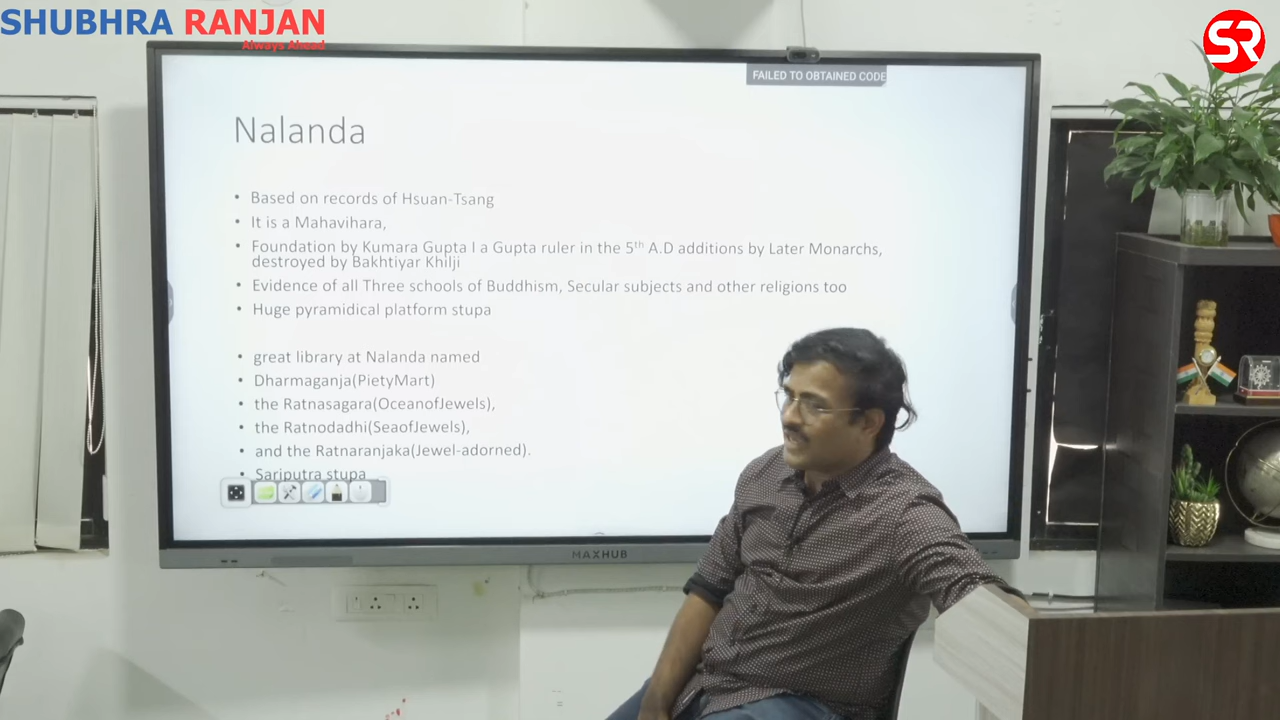 SHUBHRA RANJAN
Always Ahead
SR
FAILED TO OBTAINED CODE
Nalanda
• Based on records of Hsuan-Tsang
• It is a Mahavihara,
• Foundation by Kumara Gupta I a Gupta ruler in the 5th A.D additions by Later Monarchs,
destroyed by Bakhtiyar Khilji
• Evidence of all Three schools of Buddhism, Secular subjects and other religions too
• Huge pyramidical platform stupa
• great library at Nalanda named
• Dharmaganja(PietyMart)
• the Ratnasagara(OceanofJewels),
• the Ratnodadhi(SeaofJewels),
• and the Ratnaranjaka(Jewel-adorned).
• Sariputra stupa
MAXHUB